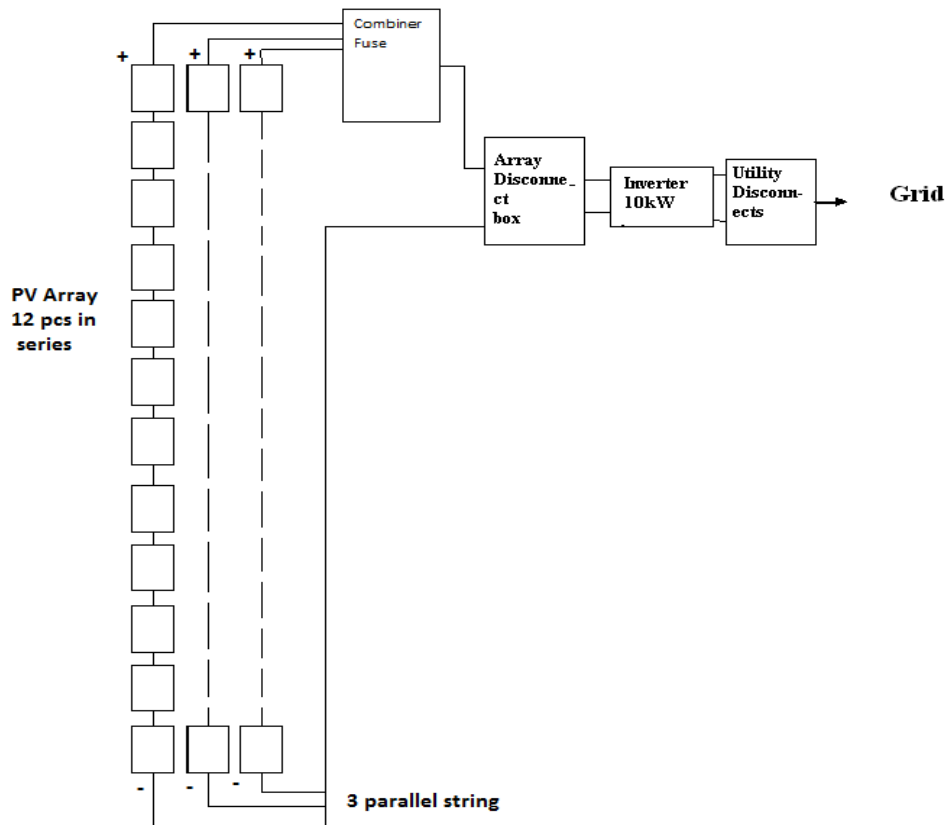 Combiner
Fuse
+
+
+
Array
Disconne_
ct
box
Inverter
10kW
Utility
Disconn-
ects
Grid
PV Array
12 pcs in
series
-
-
-
3 parallel string